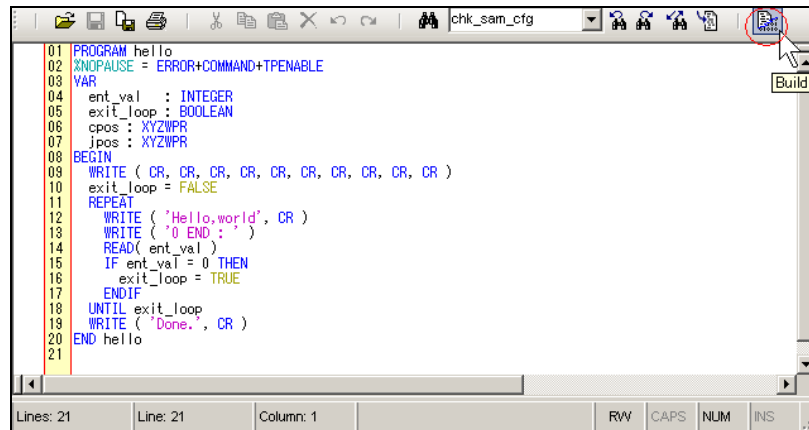 chk_sam_cfg
Build
01 PROGRAM hello
02 %NOPAUSE = ERROR+COMMAND+TPENABLE
03 VAR
04   ent_val   : INTEGER
05   exit_loop : BOOLEAN
06   cpos : XYZWPR
07   jpos : XYZWPR
08 BEGIN
09   WRITE ( CR, CR, CR, CR, CR, CR, CR, CR, CR, CR )
10   exit_loop = FALSE
11   REPEAT
12     WRITE ( 'Hello,world', CR )
13     WRITE ( '0 END : ' )
14     READ( ent_val )
15     IF ent_val = 0 THEN
16       exit_loop = TRUE
17     ENDIF
18   UNTIL exit_loop
19   WRITE ( 'Done.', CR )
20 END hello
21
Lines: 21 Line: 21 Column: 1 RW CAPS NUM INS